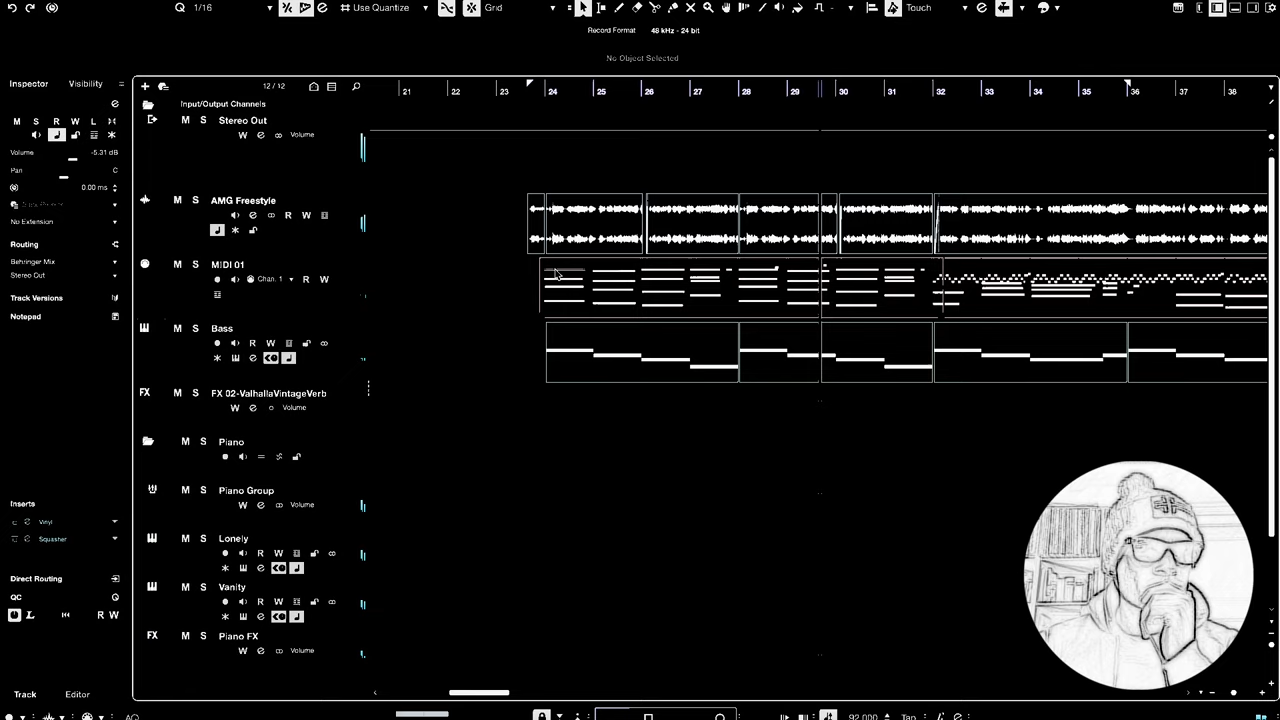 Q 1/16 Use Quantize Grid Touch
Record Format 48 kHz - 24 bit
No Object Selected
Inspector Visibility
12 / 12
21 22 23 24 25 26 27 28 29 30 31 32 33 34 35 36 37 38
Input/Output Channels
M S R W L
M S Stereo Out
W Volume
Volume -5.31 dB
Pan C
0.00 ms
No Extension
M S AMG Freestyle
R W
Routing
Behringer Mix
Stereo Out
M S MIDI 01
Chan. 1 R W
Track Versions
Notepad
M S Bass
R W
FX M S FX 02-ValhallaVintageVerb
W Volume
M S Piano
M S Piano Group
W Volume
Inserts
Vinyl
Squasher
M S Lonely
R W
Direct Routing
QC
R W
M S Vanity
R W
FX M S Piano FX
W Volume
Track Editor
AQ
92.000 Tap